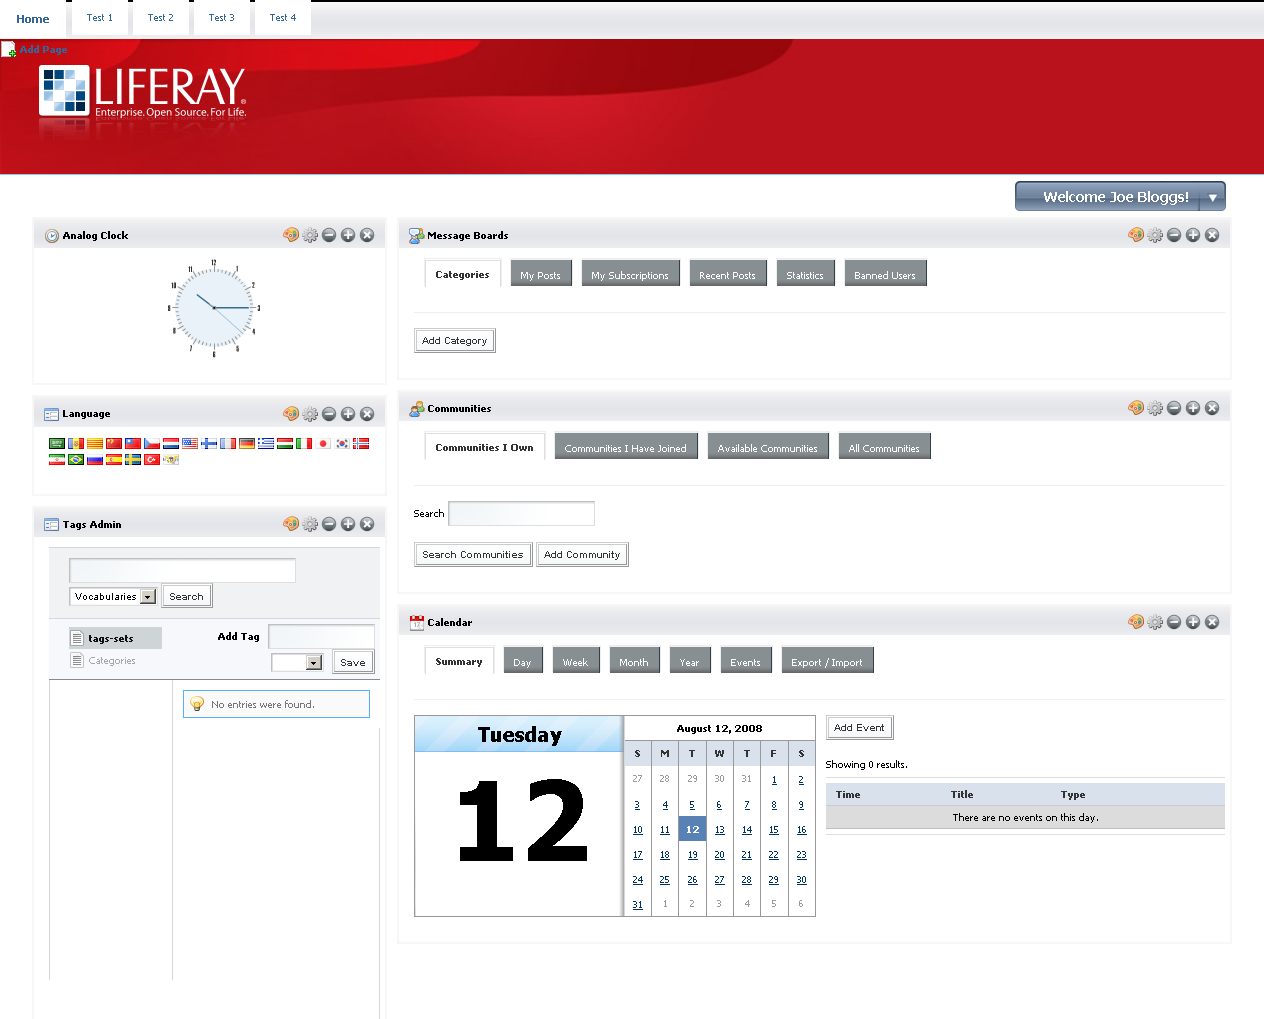 Home Test 1 Test 2 Test 3 Test 4
Add Page
LIFERAY.
Enterprise. Open Source. For Life.
Welcome Joe Bloggs!
Analog Clock
12
1
2
3
4
5
6
7
8
9
10
11
Language
Tags Admin
Vocabularies Search
tags-sets Add Tag
Categories Save
No entries were found.
Message Boards
Categories My Posts My Subscriptions Recent Posts Statistics Banned Users
Add Category
Communities
Communities I Own Communities I Have Joined Available Communities All Communities
Search
Search Communities Add Community
Calendar
Summary Day Week Month Year Events Export / Import
Tuesday
12
August 12, 2008
S M T W T F S
27 28 29 30 31 1 2
3 4 5 6 7 8 9
10 11 12 13 14 15 16
17 18 19 20 21 22 23
24 25 26 27 28 29 30
31 1 2 3 4 5 6
Add Event
Showing 0 results.
Time Title Type
There are no events on this day.